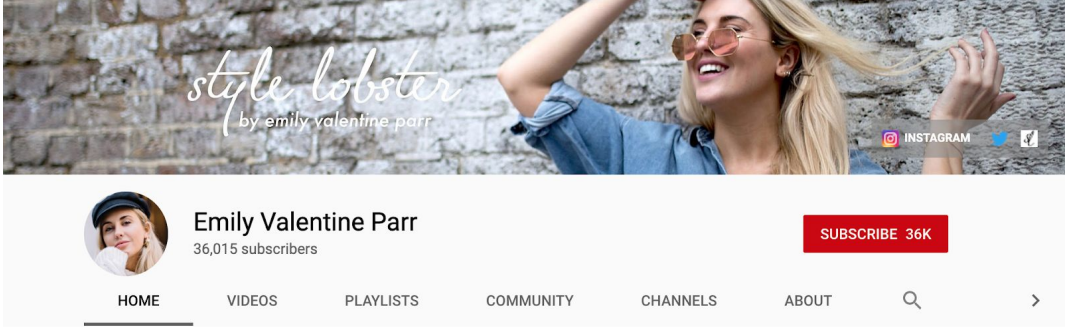 style lobster
by emily valentine parr
INSTAGRAM
Emily Valentine Parr
36,015 subscribers
SUBSCRIBE 36K
HOME VIDEOS PLAYLISTS COMMUNITY CHANNELS ABOUT